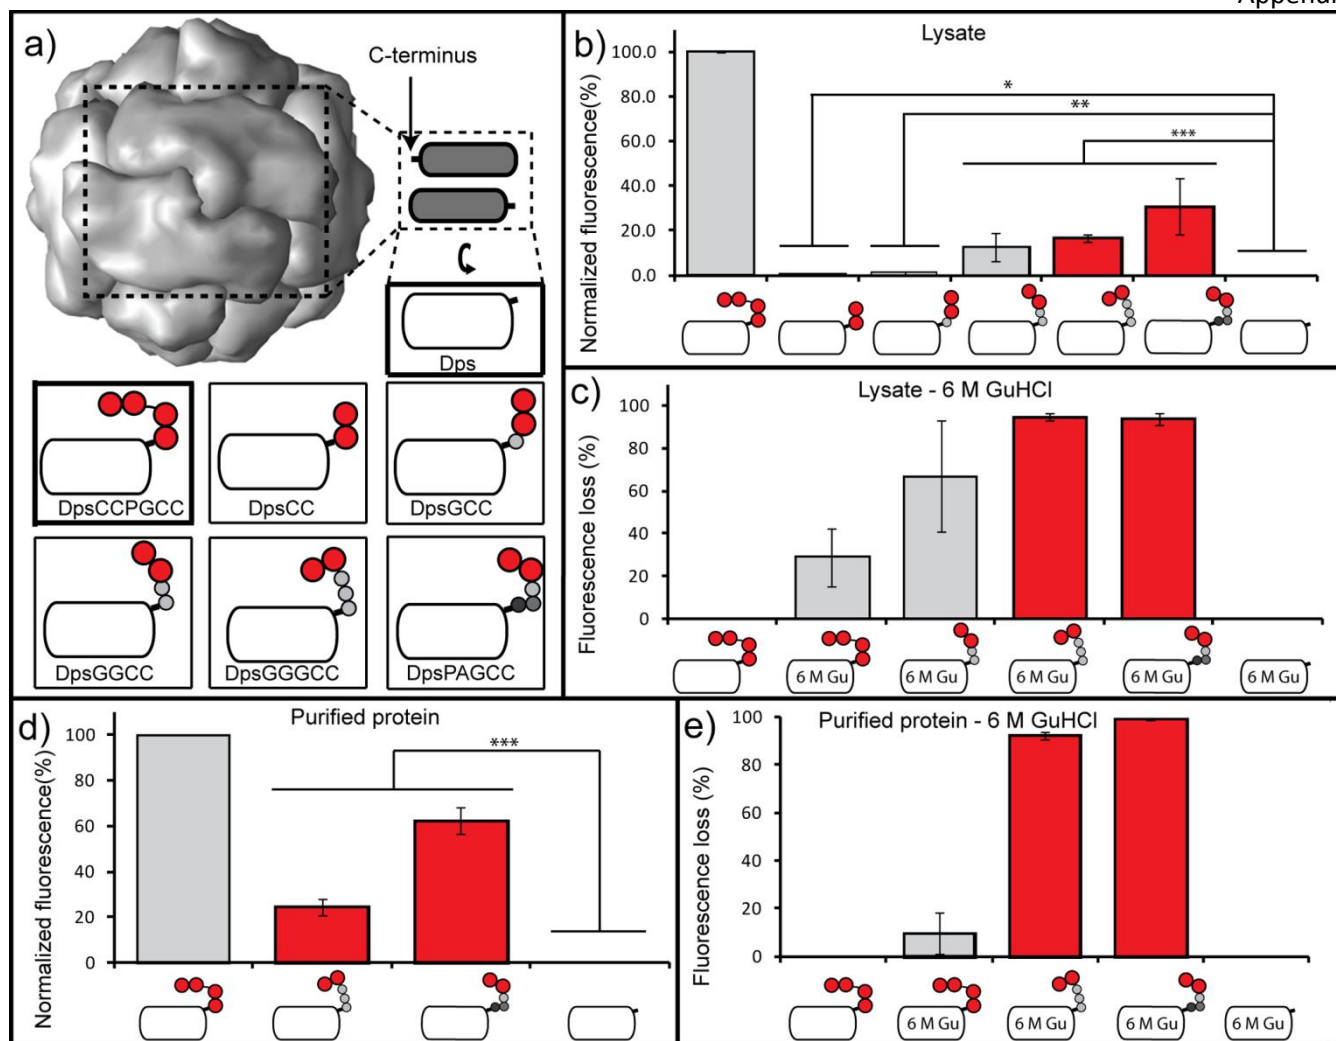 Appendi
a)
C-terminus
Dps
DpsCCPGCC
DpsCC
DpsGCC
DpsGGCC
DpsGGGCC
DpsPAGCC
b)
Lysate
Normalized fluorescence(%)
100.0
80.0
60.0
40.0
20.0
0.0
*
**
***
c)
Lysate - 6 M GuHCl
Fluorescence loss (%)
100
80
60
40
20
0
6 M Gu
6 M Gu
6 M Gu
6 M Gu
6 M Gu
d)
Purified protein
Normalized fluorescence(%)
100
80
60
40
20
0
***
e)
Purified protein - 6 M GuHCl
Fluorescence loss (%)
100
80
60
40
20
0
6 M Gu
6 M Gu
6 M Gu
6 M Gu